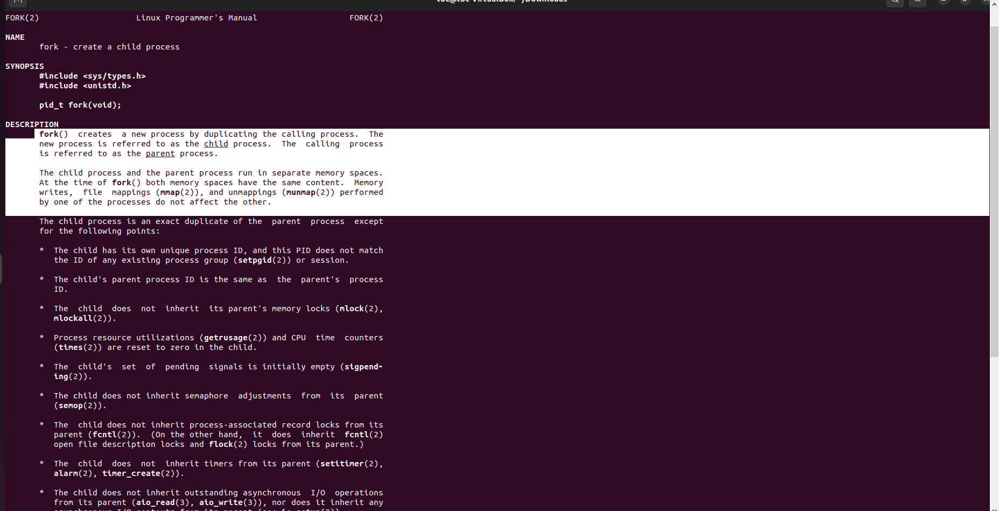 FORK(2) Linux Programmer's Manual FORK(2)
NAME
fork - create a child process
SYNOPSIS
#include <sys/types.h>
#include <unistd.h>
pid_t fork(void);
DESCRIPTION
fork() creates a new process by duplicating the calling process. The
new process is referred to as the child process. The calling process
is referred to as the parent process.
The child process and the parent process run in separate memory spaces.
At the time of fork() both memory spaces have the same content. Memory
writes, file mappings (mmap(2)), and unmappings (munmap(2)) performed
by one of the processes do not affect the other.
The child process is an exact duplicate of the parent process except
for the following points:
* The child has its own unique process ID, and this PID does not match
the ID of any existing process group (setpgid(2)) or session.
* The child's parent process ID is the same as the parent's process
ID.
* The child does not inherit its parent's memory locks (mlock(2),
mlockall(2)).
* Process resource utilizations (getrusage(2)) and CPU time counters
(times(2)) are reset to zero in the child.
* The child's set of pending signals is initially empty (sigpend-
ing(2)).
* The child does not inherit semaphore adjustments from its parent
(semop(2)).
* The child does not inherit process-associated record locks from its
parent (fcntl(2)). (On the other hand, it does inherit fcntl(2)
open file description locks and flock(2) locks from its parent.)
* The child does not inherit timers from its parent (setitimer(2),
alarm(2), timer_create(2)).
* The child does not inherit outstanding asynchronous I/O operations
from its parent (aio_read(3), aio_write(3)), nor does it inherit any